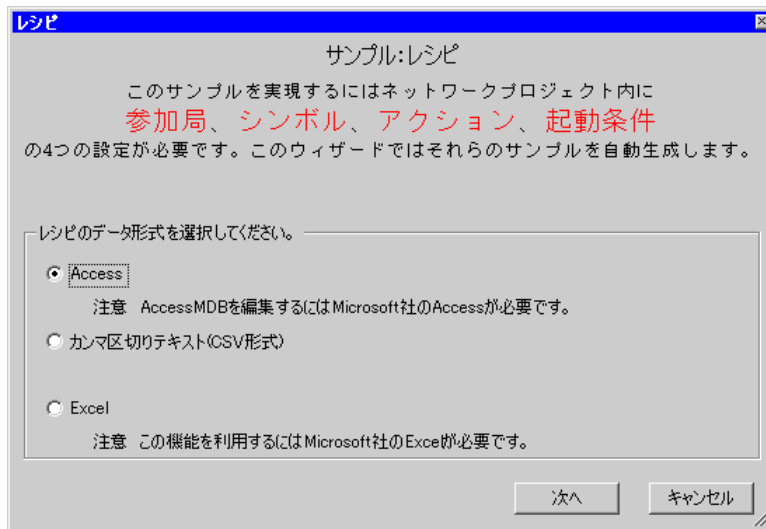 レシピ
サンプル:レシピ
このサンプルを実現するにはネットワークプロジェクト内に
参加局、シンボル、アクション、起動条件
の4つの設定が必要です。このウィザードではそれらのサンプルを自動生成します。
レシピのデータ形式を選択してください。
Access
注意 AccessMDBを編集するにはMicrosoft社のAccessが必要です。
カンマ区切りテキスト(CSV形式)
Excel
注意 この機能を利用するにはMicrosoft社のExcelが必要です。
次へ
キャンセル